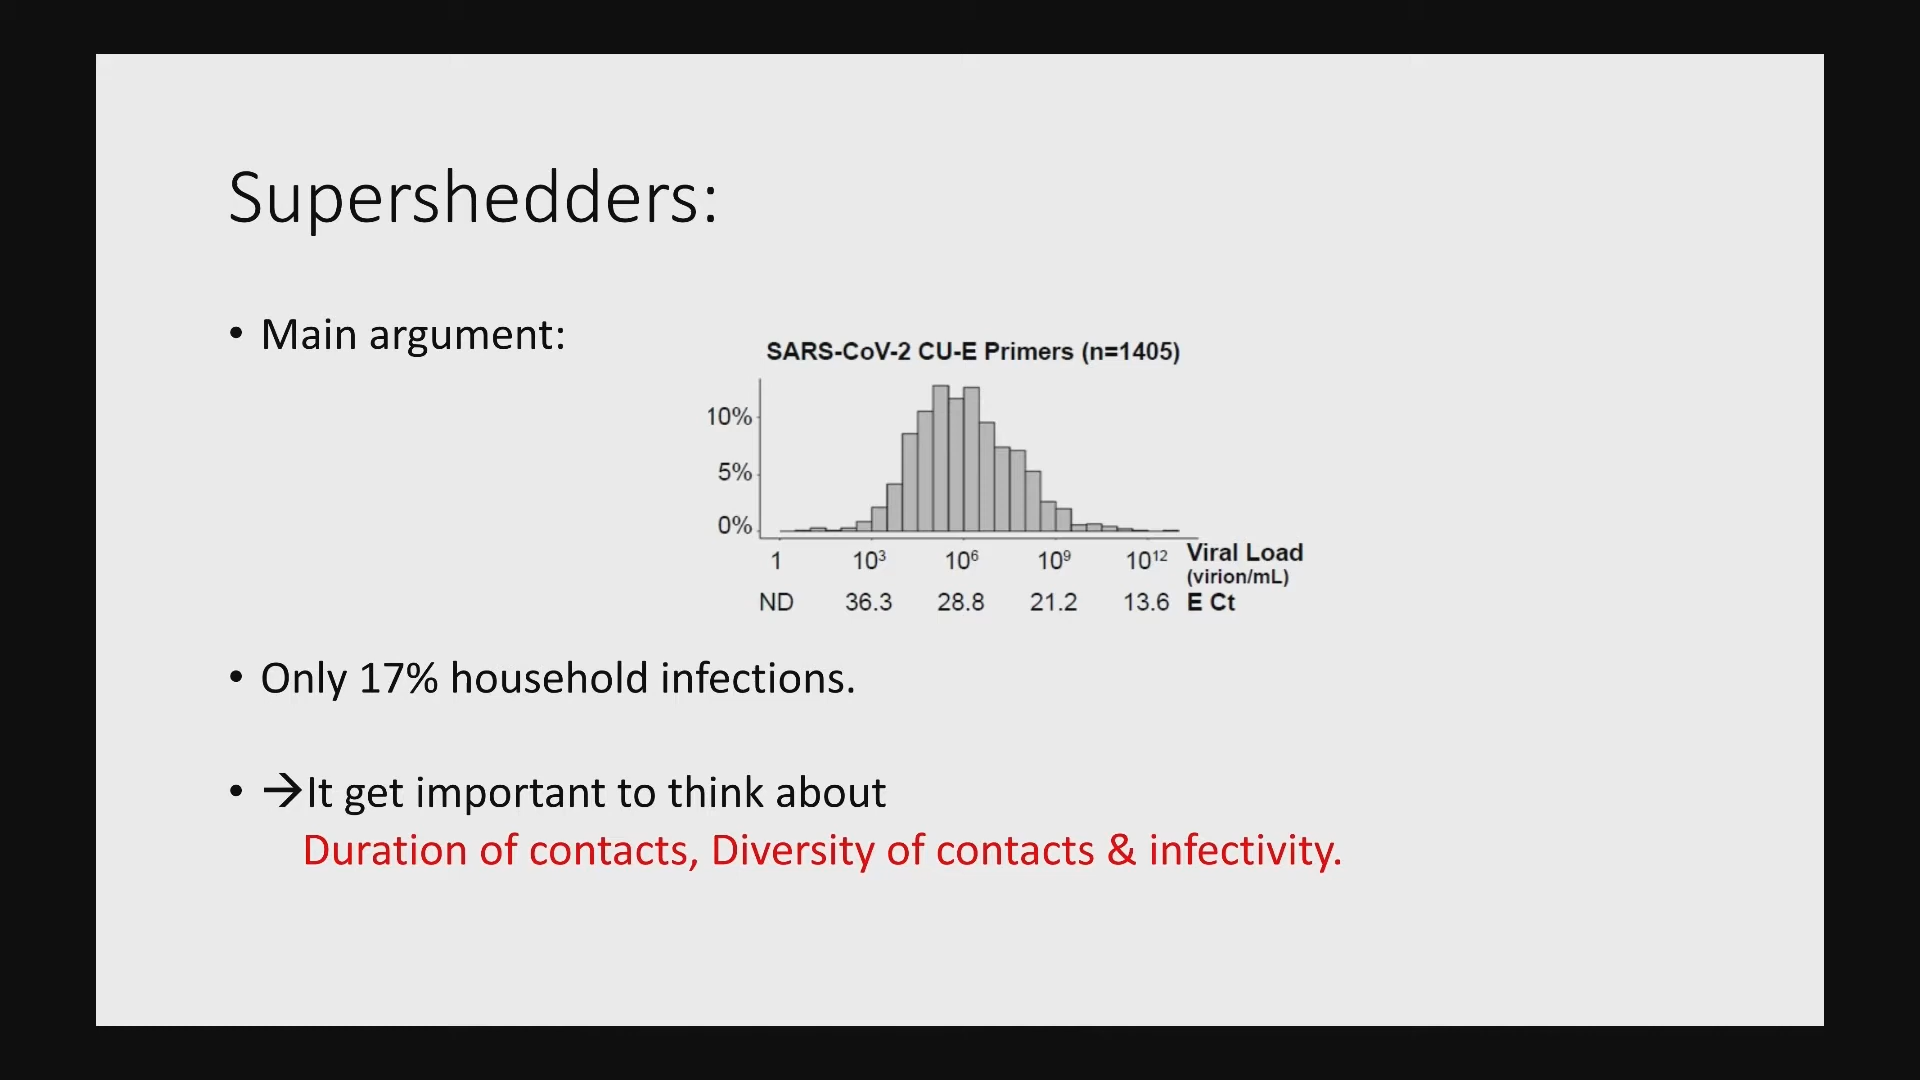 Supershedders:
• Main argument:
SARS-CoV-2 CU-E Primers (n=1405)
10%
5%
0%
1 10³ 10⁶ 10⁹ 10¹² Viral Load
(virion/mL)
ND 36.3 28.8 21.2 13.6 E Ct
• Only 17% household infections.
• →It get important to think about
Duration of contacts, Diversity of contacts & infectivity.